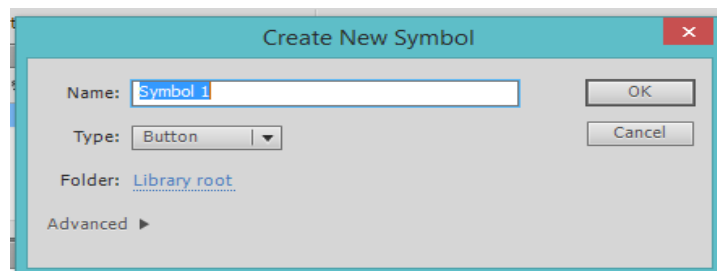 Create New Symbol
Name: Symbol 1
OK
Type: Button
Cancel
Folder: Library root
Advanced